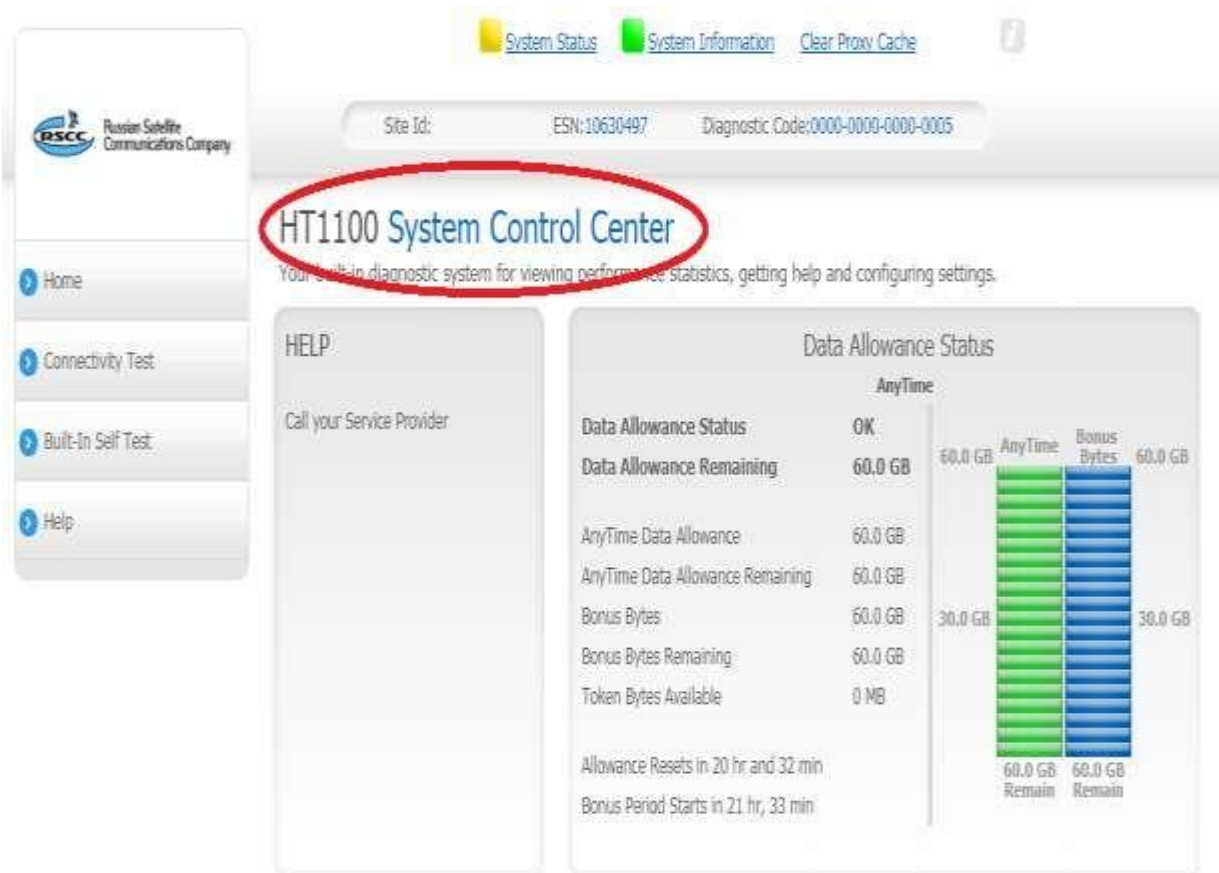 System Status System Information Clear Proxy Cache
RSCC Russian Satellite
Communications Company
Site Id: ESN:10630497 Diagnostic Code:0000-0000-0000-0005
HT1100 System Control Center
Your built-in diagnostic system for viewing performance statistics, getting help and configuring settings.
Home
Connectivity Test
Built-In Self Test
Help
HELP
Call your Service Provider
Data Allowance Status
AnyTime
Data Allowance Status OK
Data Allowance Remaining 60.0 GB
AnyTime Data Allowance 60.0 GB
AnyTime Data Allowance Remaining 60.0 GB
Bonus Bytes 60.0 GB
Bonus Bytes Remaining 60.0 GB
Token Bytes Available 0 MB
Allowance Resets in 20 hr and 32 min
Bonus Period Starts in 21 hr, 33 min
60.0 GB AnyTime Bonus
Bytes 60.0 GB
30.0 GB 30.0 GB
60.0 GB 60.0 GB
Remain Remain